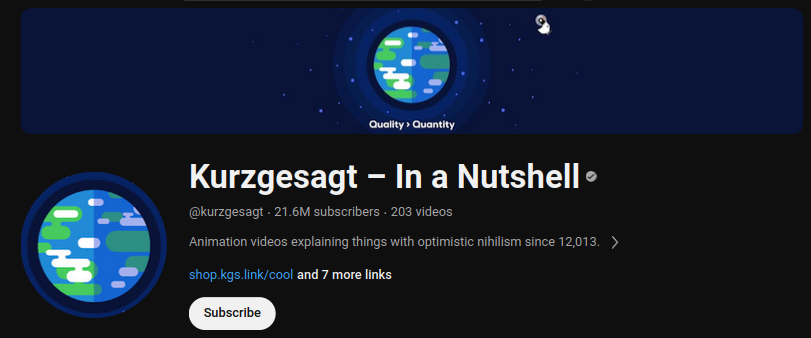 Quality > Quantity
Kurzgesagt – In a Nutshell
@kurzgesagt · 21.6M subscribers · 203 videos
Animation videos explaining things with optimistic nihilism since 12,013.
shop.kgs.link/cool and 7 more links
Subscribe